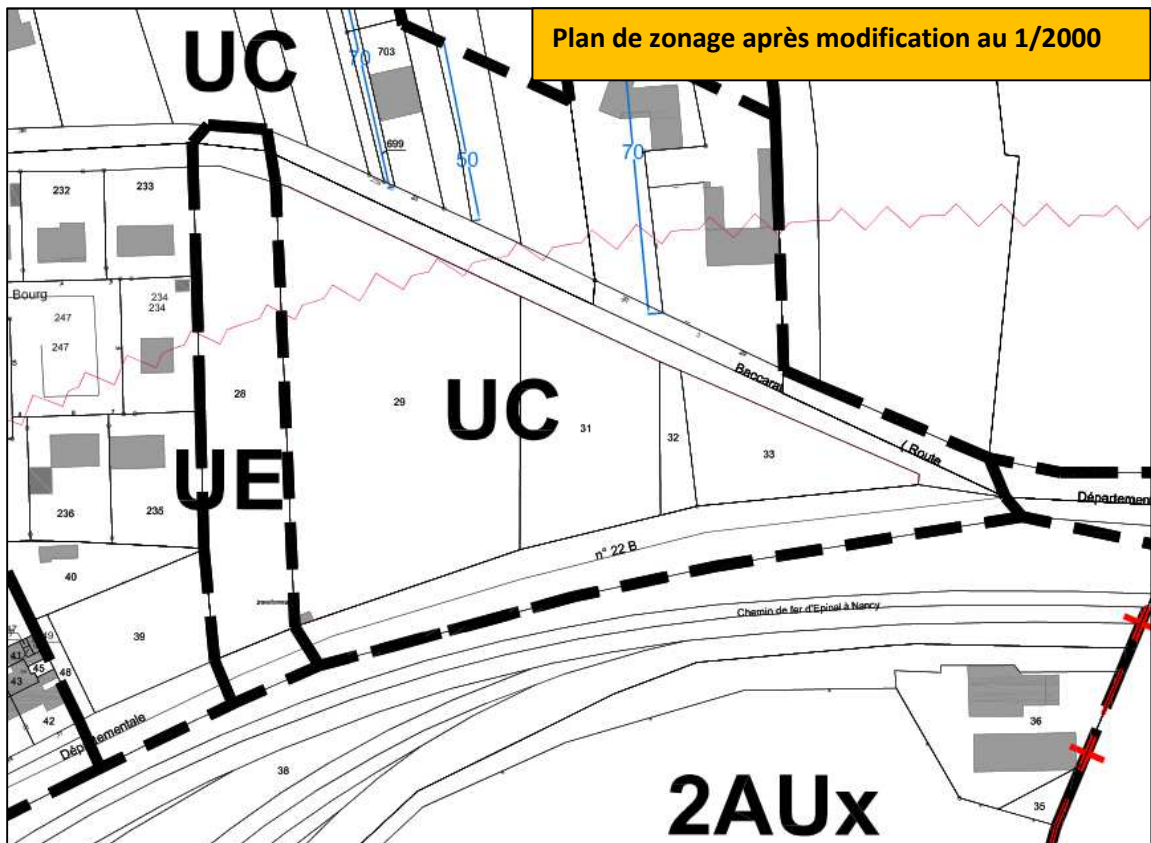 Plan de zonage après modification au 1/2000
UC
703
70
699
50
70
232
233
Bourg
247
247
234
234
28
29
UC
31
32
33
Baccarat
( Route
Départemen
UE
236
235
40
39
n° 22 B
Chemin de fer d'Epinal à Nancy
41
45
43
48
42
Départementale
38
36
35
2AUx